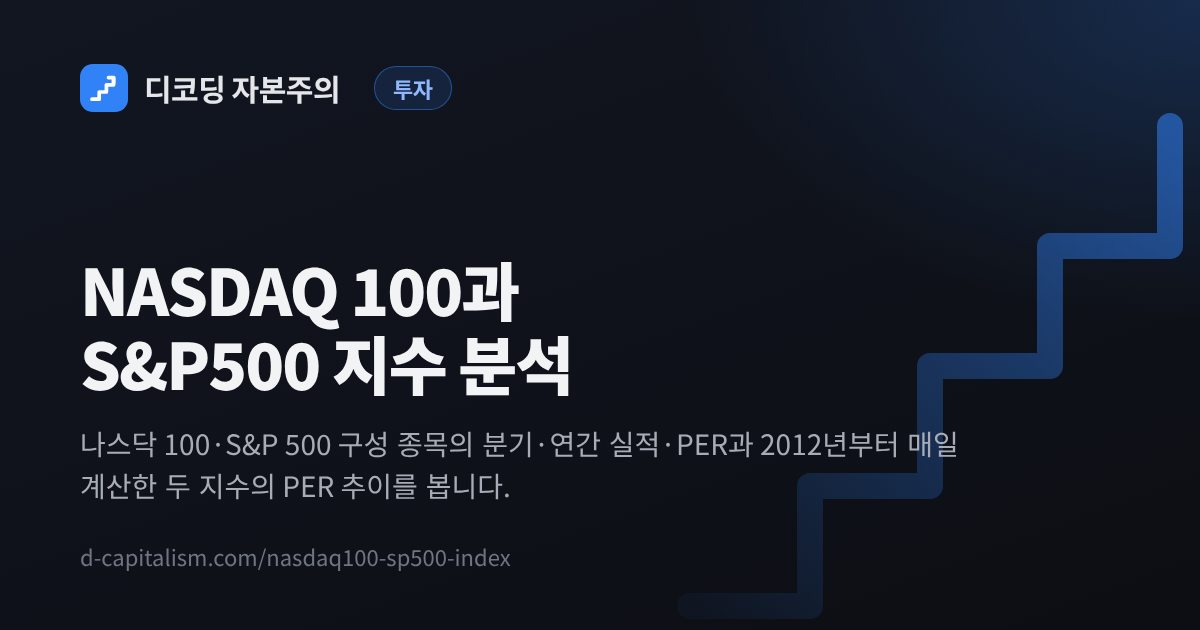 디코딩 자본주의 투자
NASDAQ 100과
S&P500 지수 분석
나스닥 100·S&P 500 구성 종목의 분기·연간 실적·PER과 2012년부터 매일
계산한 두 지수의 PER 추이를 봅니다.
d-capitalism.com/nasdaq100-sp500-index